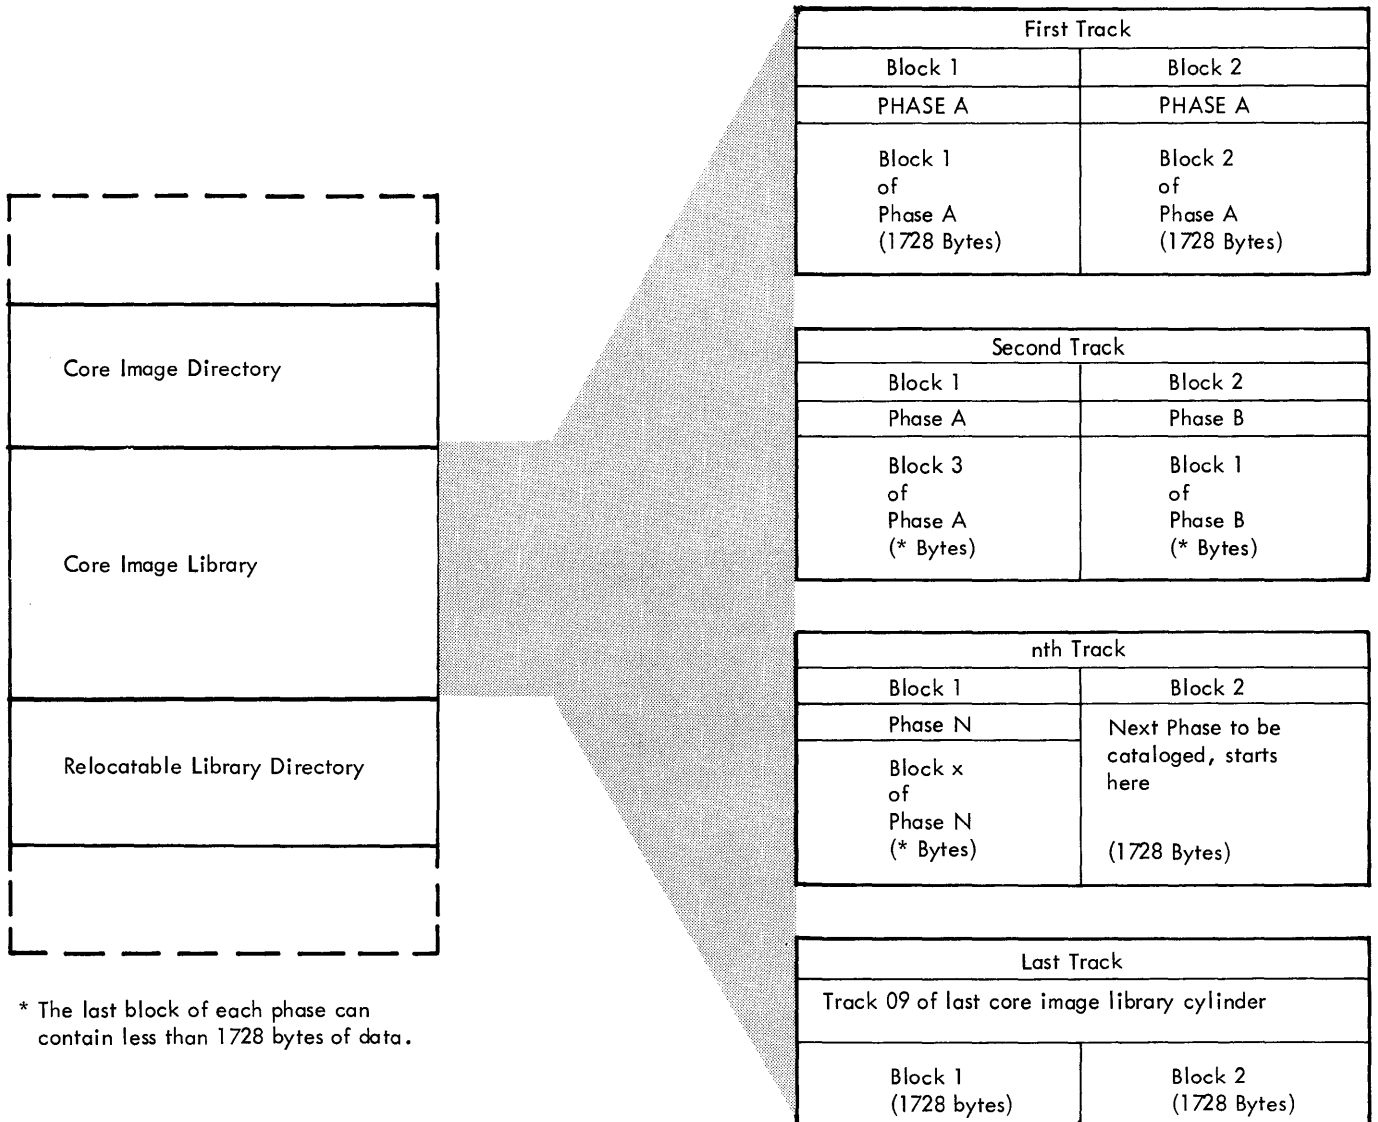 Core Image Directory
Core Image Library
Relocatable Library Directory
* The last block of each phase can
contain less than 1728 bytes of data.
First Track
Block 1 Block 2
PHASE A PHASE A
Block 1 Block 2
of of
Phase A Phase A
(1728 Bytes) (1728 Bytes)
Second Track
Block 1 Block 2
Phase A Phase B
Block 3 Block 1
of of
Phase A Phase B
(* Bytes) (* Bytes)
nth Track
Block 1 Block 2
Phase N
Block x
of
Phase N
(* Bytes)
Next Phase to be
cataloged, starts
here
(1728 Bytes)
Last Track
Track 09 of last core image library cylinder
Block 1 Block 2
(1728 bytes) (1728 Bytes)